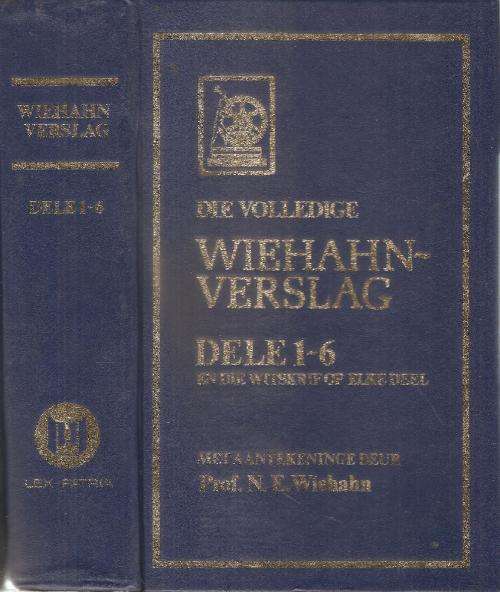 WIEHAHN
VERSLAG
DELE 1-6
LEX PATRIA
DIE VOLLEDIGE
WIEHAHN-
VERSLAG
DELE 1-6
EN DIE WITSKRIF OP ELKE DEEL
MET AANTEKENINGE DEUR
Prof. N. E. Wiehahn